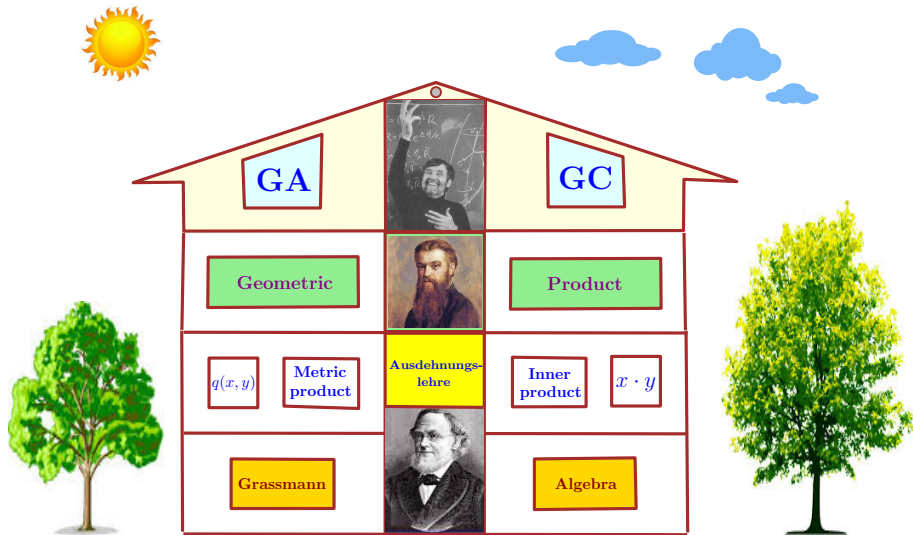 GA
GC
Geometric
Product
q(x, y)
Metric
product
Ausdehnungs-
lehre
Inner
product
x · y
Grassmann
Algebra